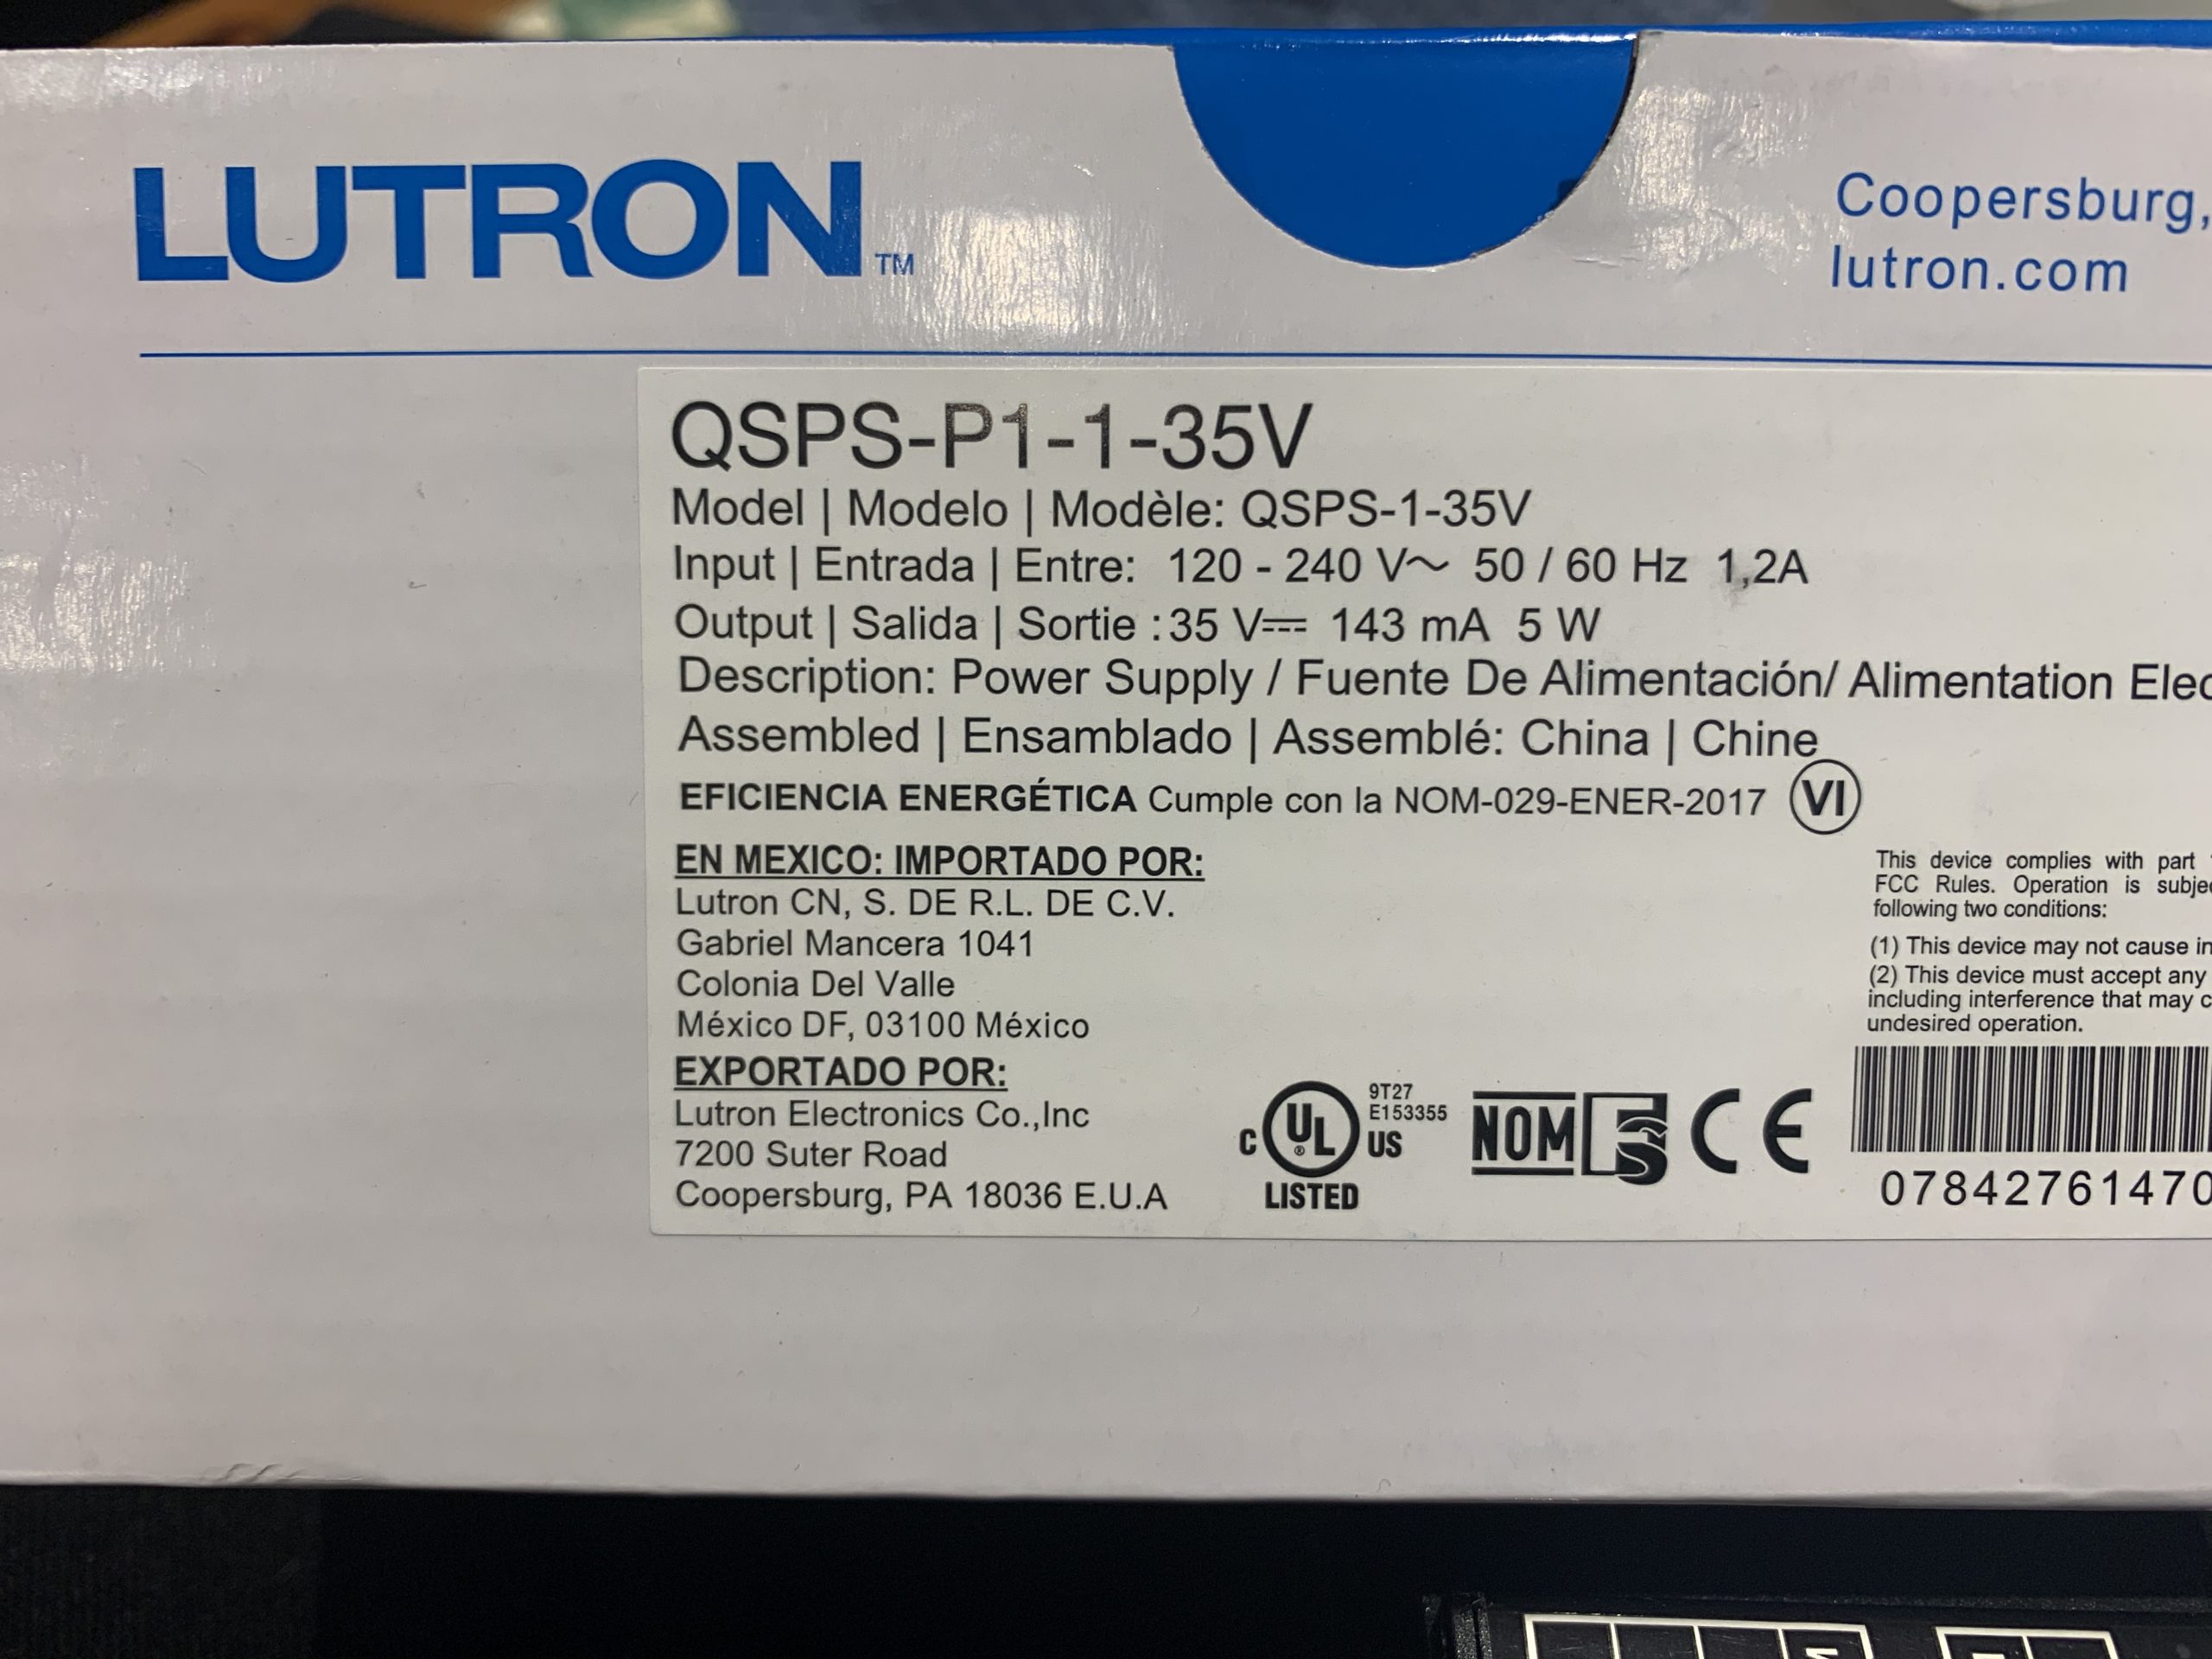 LUTRON™
Coopersburg,
lutron.com
QSPS-P1-1-35V
Model | Modelo | Modèle: QSPS-1-35V
Input | Entrada | Entre: 120 - 240 V~ 50 / 60 Hz 1,2A
Output | Salida | Sortie : 35 V⎓ 143 mA 5 W
Description: Power Supply / Fuente De Alimentación/ Alimentation
Assembled | Ensamblado | Assemblé: China | Chine
EFICIENCIA ENERGÉTICA Cumple con la NOM-029-ENER-2017 VI
EN MEXICO: IMPORTADO POR:
Lutron CN, S. DE R.L. DE C.V.
Gabriel Mancera 1041
Colonia Del Valle
México DF, 03100 México
EXPORTADO POR:
Lutron Electronics Co.,Inc
7200 Suter Road
Coopersburg, PA 18036 E.U.A
C UL ® US
9T27
E153355
LISTED
NOM
CE
This device complies with part
FCC Rules. Operation is
following two conditions:
(1) This device may not cause
(2) This device must accept any
including interference that may
undesired operation.
07842761470